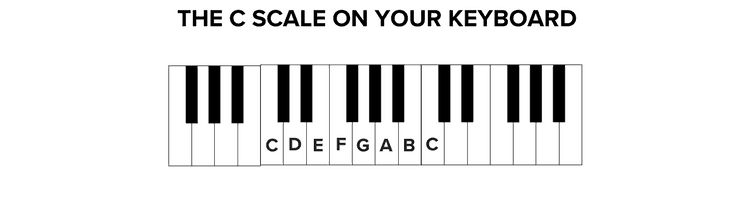 THE C SCALE ON YOUR KEYBOARD
C D E F G A B C